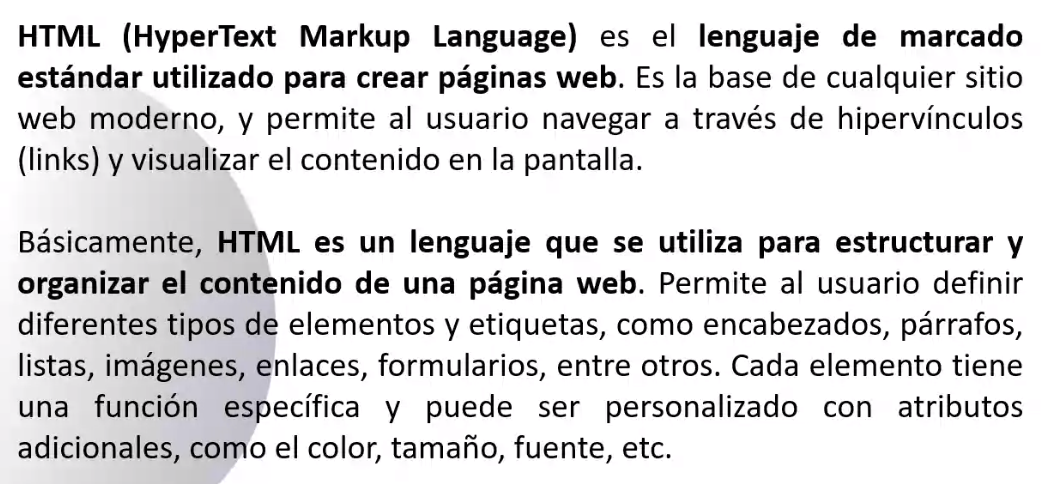 HTML (HyperText Markup Language) es el lenguaje de marcado
estándar utilizado para crear páginas web. Es la base de cualquier sitio
web moderno, y permite al usuario navegar a través de hipervínculos
(links) y visualizar el contenido en la pantalla.
Básicamente, HTML es un lenguaje que se utiliza para estructurar y
organizar el contenido de una página web. Permite al usuario definir
diferentes tipos de elementos y etiquetas, como encabezados, párrafos,
listas, imágenes, enlaces, formularios, entre otros. Cada elemento tiene
una función específica y puede ser personalizado con atributos
adicionales, como el color, tamaño, fuente, etc.